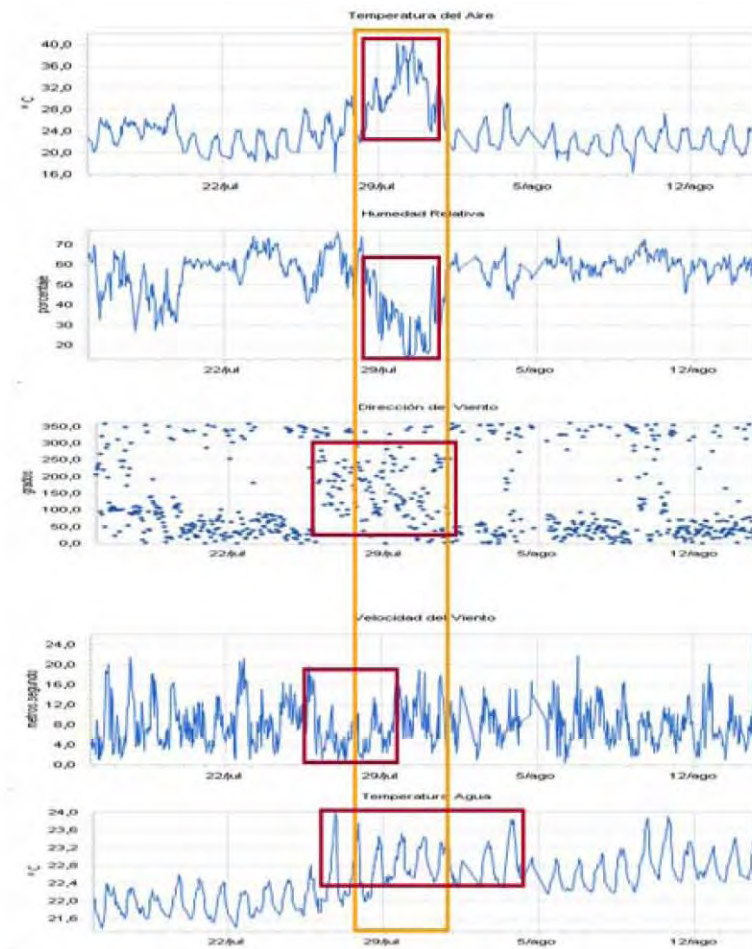 Temperatura del Aire
40,0
36,0
32,0
28,0
24,0
20,0
16,0
° C
22/jul
29/jul
5/ago
12/ago
Humedad Relativa
70
60
50
40
30
20
porcentaje
22/jul
29/jul
5/ago
12/ago
Dirección del Viento
350,0
300,0
250,0
200,0
150,0
100,0
50,0
0,0
grados
22/jul
29/jul
5/ago
12/ago
Velocidad del Viento
24,0
20,0
16,0
12,0
8,0
4,0
0,0
metros segundo
22/jul
29/jul
5/ago
12/ago
Temperatura Agua
24,0
23,6
23,2
22,8
22,4
22,0
21,6
° C
22/jul
29/jul
5/ago
12/ago